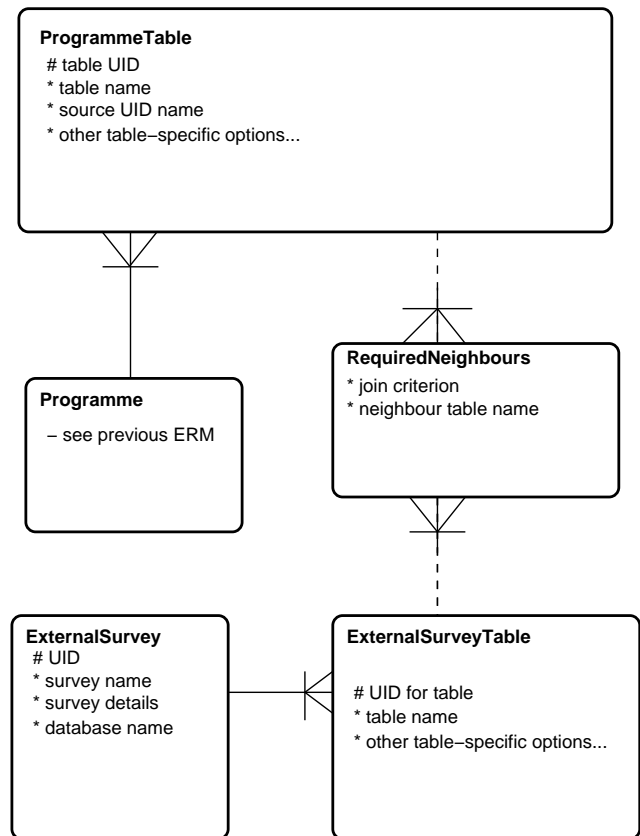 ProgrammeTable
# table UID
* table name
* source UID name
* other table−specific options...
RequiredNeighbours
* join criterion
* neighbour table name
Programme
− see previous ERM
ExternalSurvey
# UID
* survey name
* survey details
* database name
ExternalSurveyTable
# UID for table
* table name
* other table−specific options...